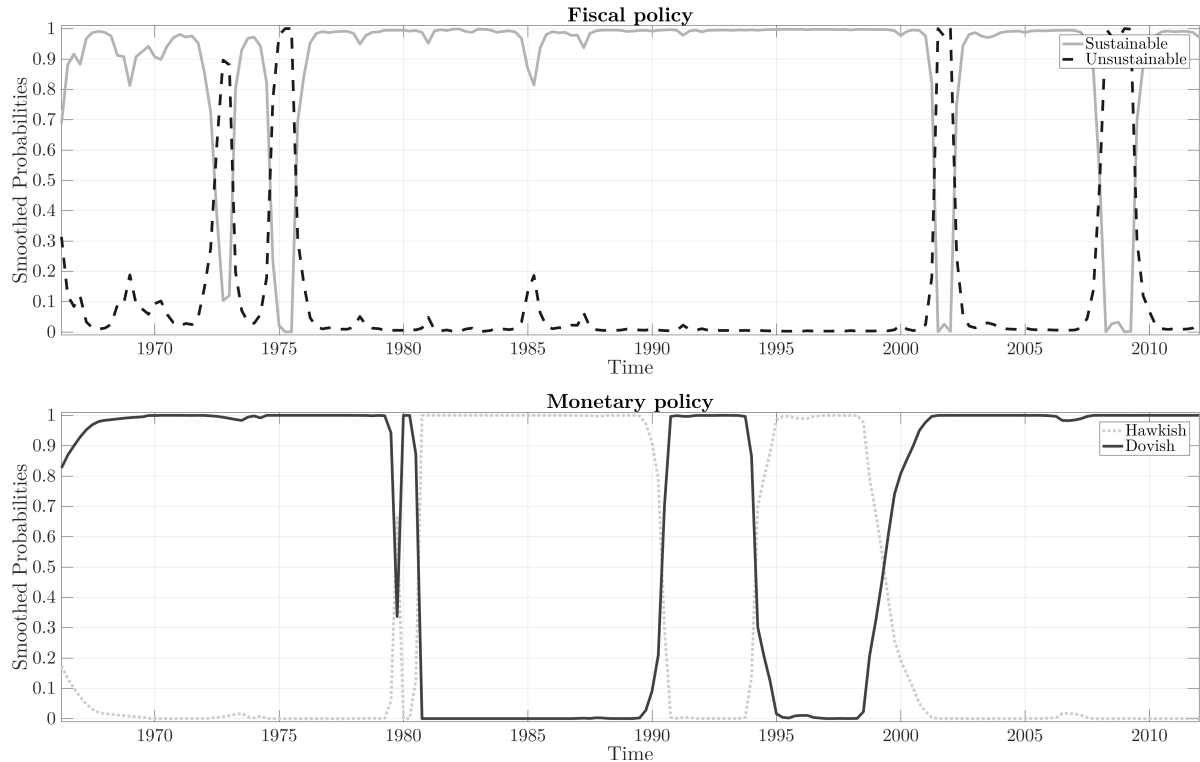 Fiscal policy
Smoothed Probabilities
1
0.9
0.8
0.7
0.6
0.5
0.4
0.3
0.2
0.1
0
Sustainable
Unsustainable
1970 1975 1980 1985 1990 1995 2000 2005 2010
Time
Monetary policy
Smoothed Probabilities
1
0.9
0.8
0.7
0.6
0.5
0.4
0.3
0.2
0.1
0
Hawkish
Dovish
1970 1975 1980 1985 1990 1995 2000 2005 2010
Time